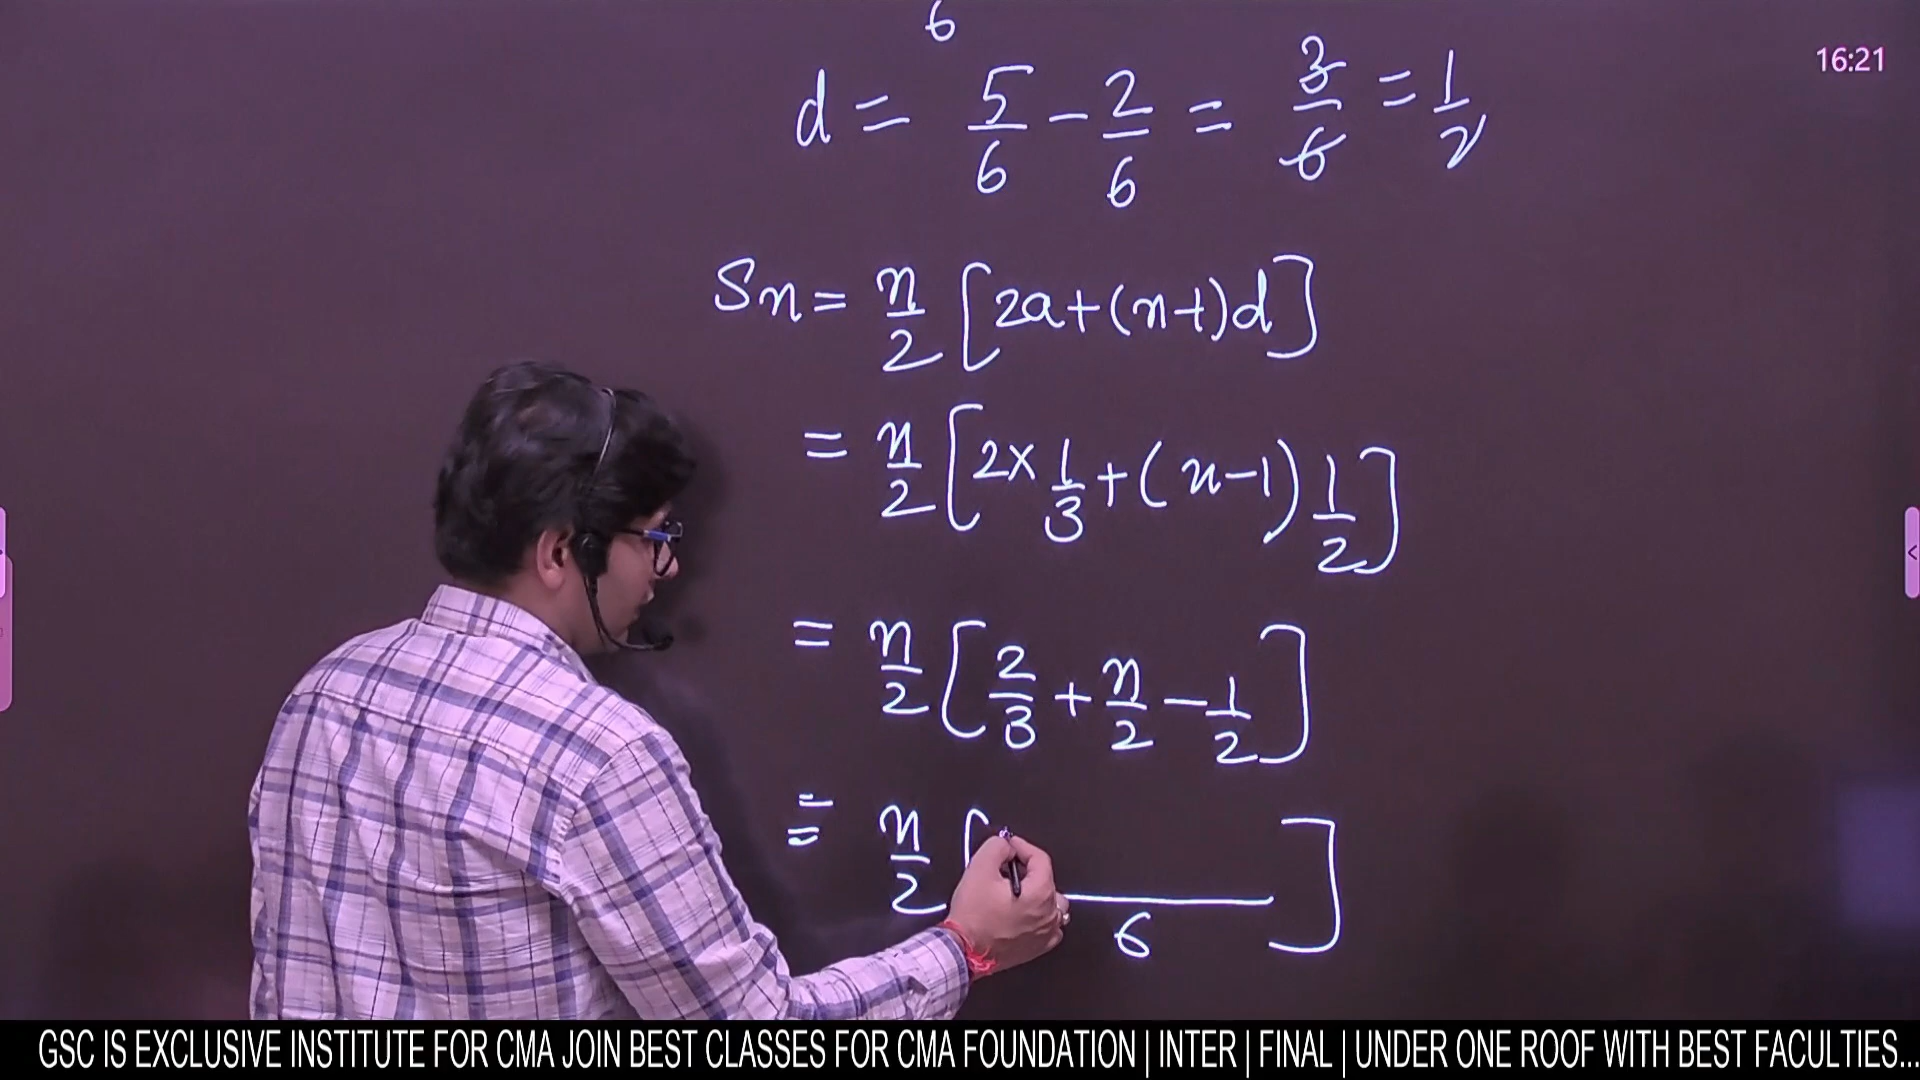 6
16:21
d = 5/6 - 2/6 = 3/6 = 1/2
Sn = n/2 [2a+(n-1)d]
= n/2 [2× 1/3 + (n-1) 1/2]
= n/2 [2/3 + n/2 - 1/2]
= n/2 [ /6 ]
GSC IS EXCLUSIVE INSTITUTE FOR CMA JOIN BEST CLASSES FOR CMA FOUNDATION | INTER | FINAL | UNDER ONE ROOF WITH BEST FACULTIES...